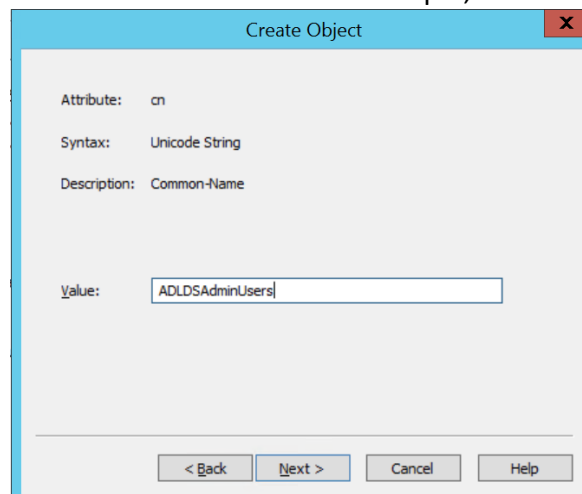 Create Object
X
Attribute: cn
Syntax: Unicode String
Description: Common-Name
Value: ADLDSAdminUsers
< Back Next > Cancel Help